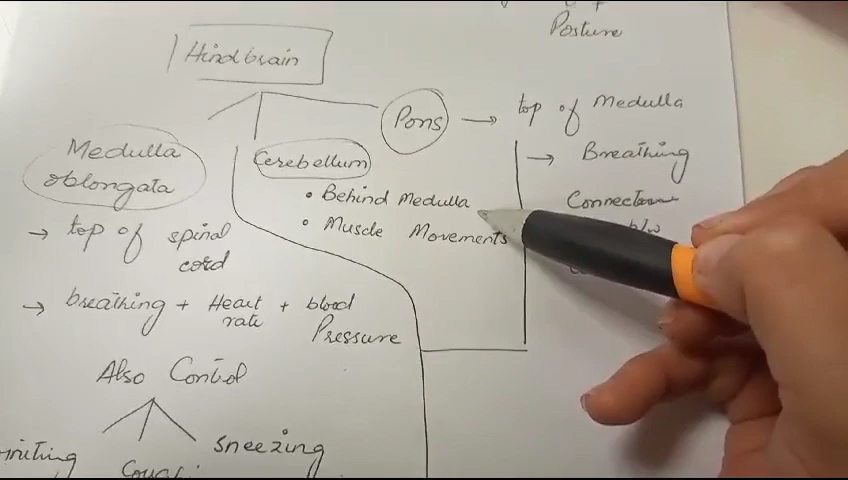 Posture
Hindbrain
Pons → top of Medulla
→ Breathing
Connection
b/w
Medulla
oblongata
→ top of spinal
cord
→ breathing + Heart + blood
rate Pressure
Also Control
sneezing
Cerebellum
• Behind Medulla
• Muscle Movements